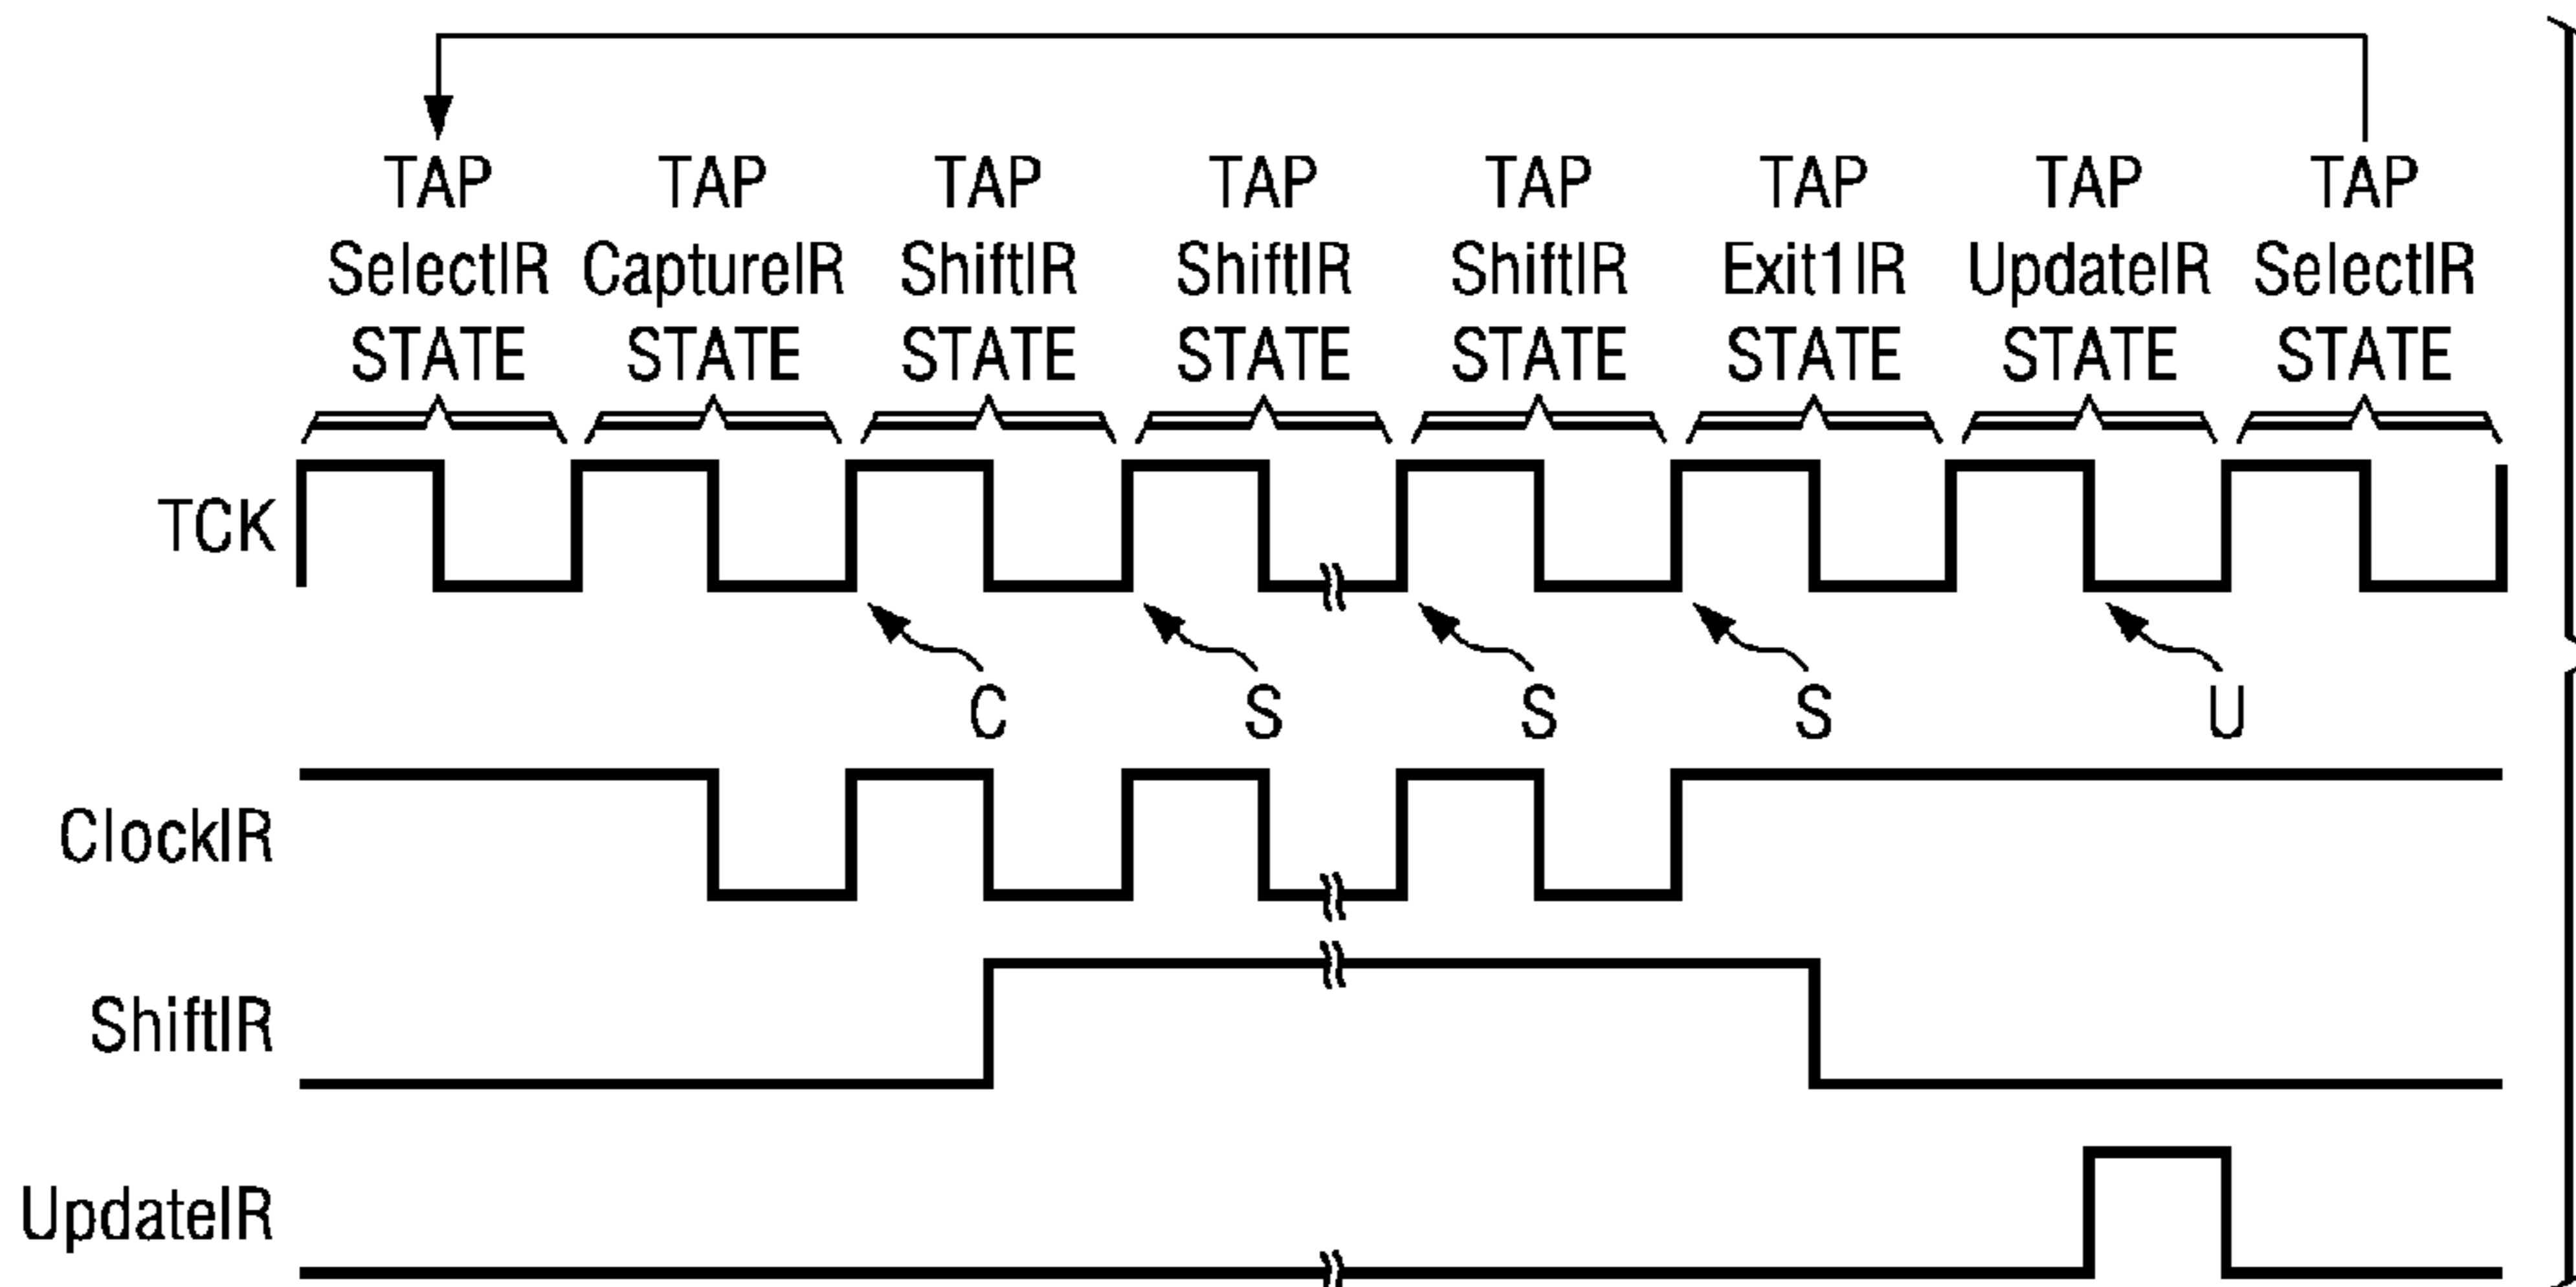 TAP TAP TAP TAP TAP TAP TAP TAP
SelectIR CaptureIR ShiftIR ShiftIR ShiftIR Exit1IR UpdateIR SelectIR
STATE STATE STATE STATE STATE STATE STATE STATE
TCK
C S S S U
ClockIR
ShiftIR
UpdateIR